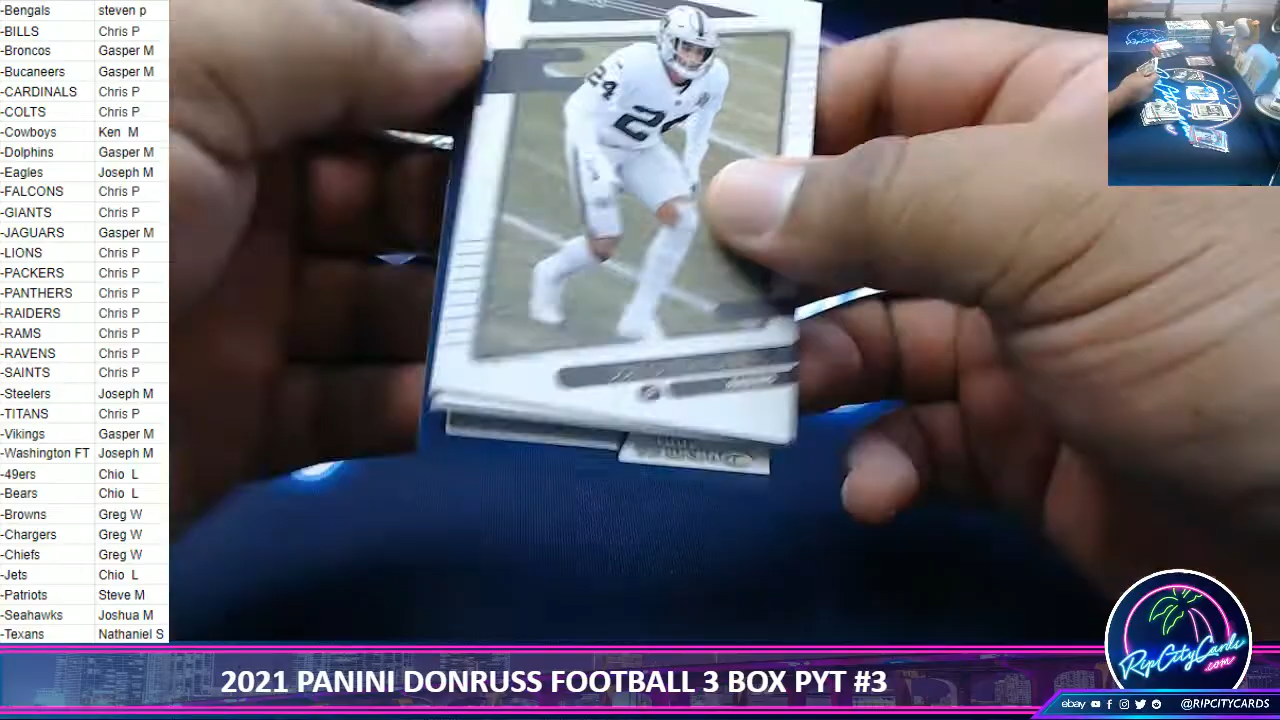 -Bengals steven p
-BILLS Chris P
-Broncos Gasper M
-Bucaneers Gasper M
-CARDINALS Chris P
-COLTS Chris P
-Cowboys Ken M
-Dolphins Gasper M
-Eagles Joseph M
-FALCONS Chris P
-GIANTS Chris P
-JAGUARS Gasper M
-LIONS Chris P
-PACKERS Chris P
-PANTHERS Chris P
-RAIDERS Chris P
-RAMS Chris P
-RAVENS Chris P
-SAINTS Chris P
-Steelers Joseph M
-TITANS Chris P
-Vikings Gasper M
-Washington FT Joseph M
-49ers Chio L
-Bears Chio L
-Browns Greg W
-Chargers Greg W
-Chiefs Greg W
-Jets Chio L
-Patriots Steve M
-Seahawks Joshua M
-Texans Nathaniel S
24
24
2021 PANINI DONRUSS FOOTBALL 3 BOX PYT #3
RipCityCards
.com
ebay @RIPCITYCARDS